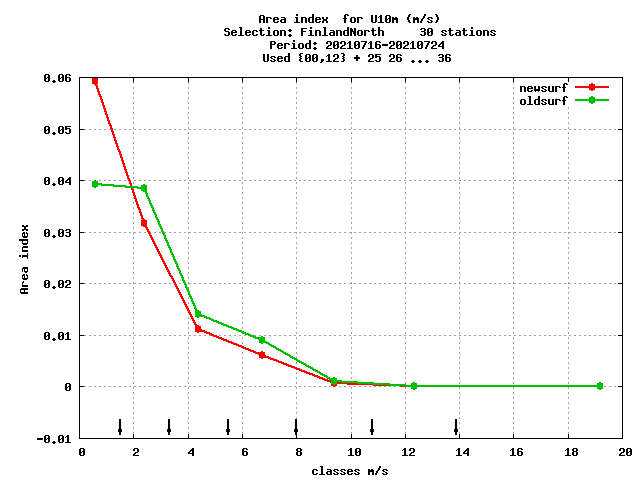 Area index  for U10m (m/s)
Selection: FinlandNorth     30 stations
Period: 20210716-20210724
Used {00,12} + 25 26 ... 36
newsurf
oldsurf
0.06
0.05
0.04
0.03
0.02
0.01
0
-0.01
Area index
0 2 4 6 8 10 12 14 16 18 20
classes m/s